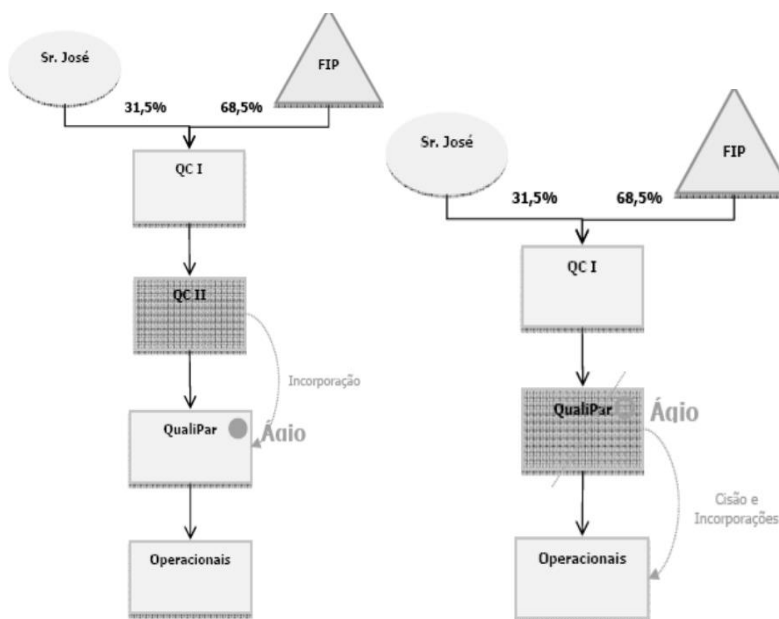 Sr. José
FIP
31,5%
68,5%
QC I
QC II
Incorporação
QualiPar
Ágio
Operacionais
Sr. José
FIP
31,5%
68,5%
QC I
QualiPar
Ágio
Cisão e
Incorporações
Operacionais